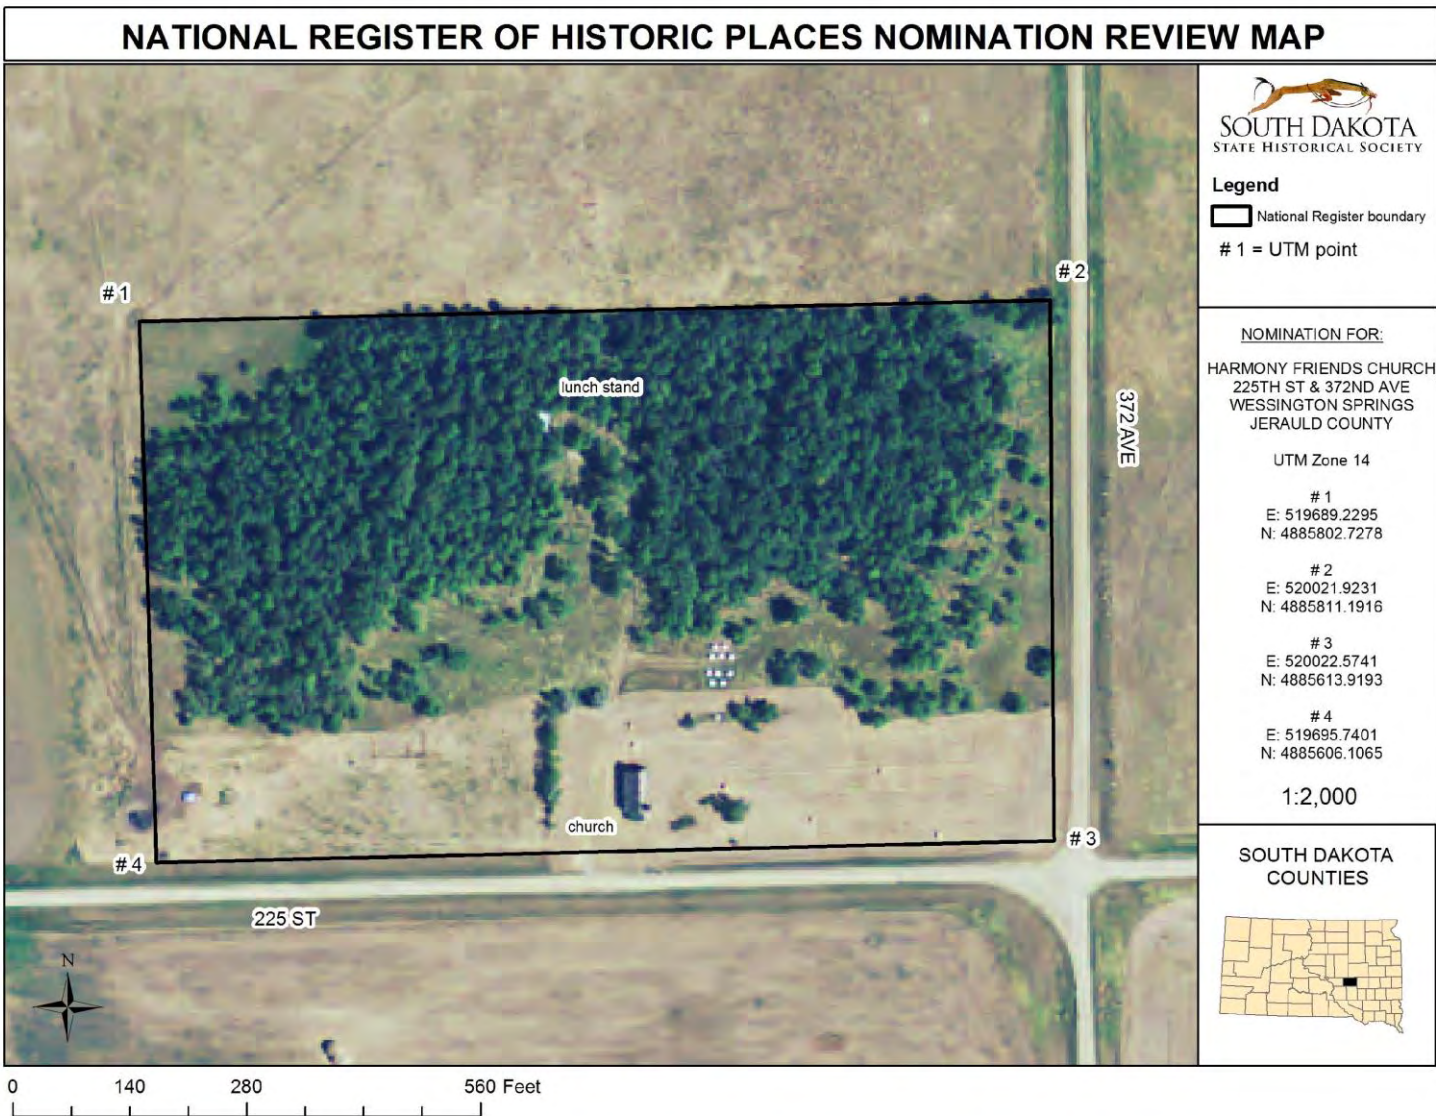 NATIONAL REGISTER OF HISTORIC PLACES NOMINATION REVIEW MAP
SOUTH DAKOTA
STATE HISTORICAL SOCIETY
Legend
National Register boundary
# 1 = UTM point
# 1
# 2
lunch stand
372 AVE
church
# 3
# 4
225 ST
N
NOMINATION FOR:
HARMONY FRIENDS CHURCH
225TH ST & 372ND AVE
WESSINGTON SPRINGS
JERAULD COUNTY
UTM Zone 14
# 1
E: 519689.2295
N: 4885802.7278
# 2
E: 520021.9231
N: 4885811.1916
# 3
E: 520022.5741
N: 4885613.9193
# 4
E: 519695.7401
N: 4885606.1065
1:2,000
SOUTH DAKOTA
COUNTIES
0 140 280 560 Feet